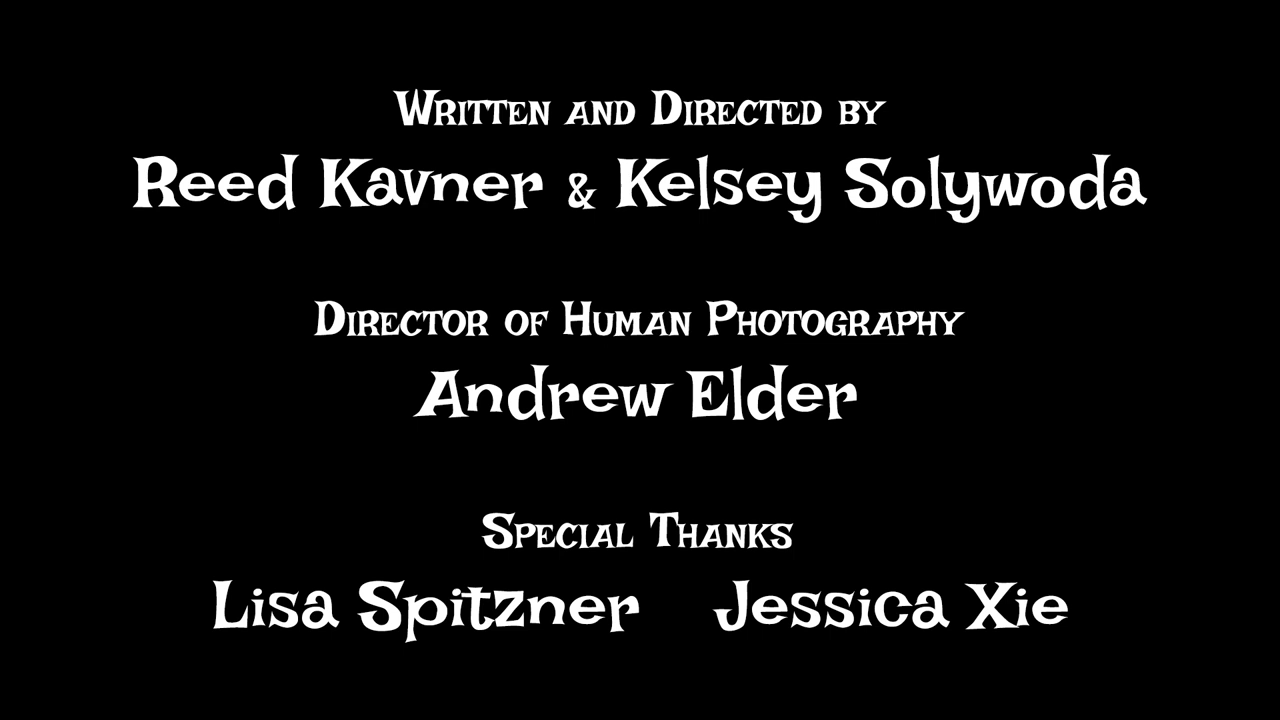 Written and Directed by
Reed Kavner & Kelsey Solywoda
Director of Human Photography
Andrew Elder
Special Thanks
Lisa Spitzner Jessica Xie